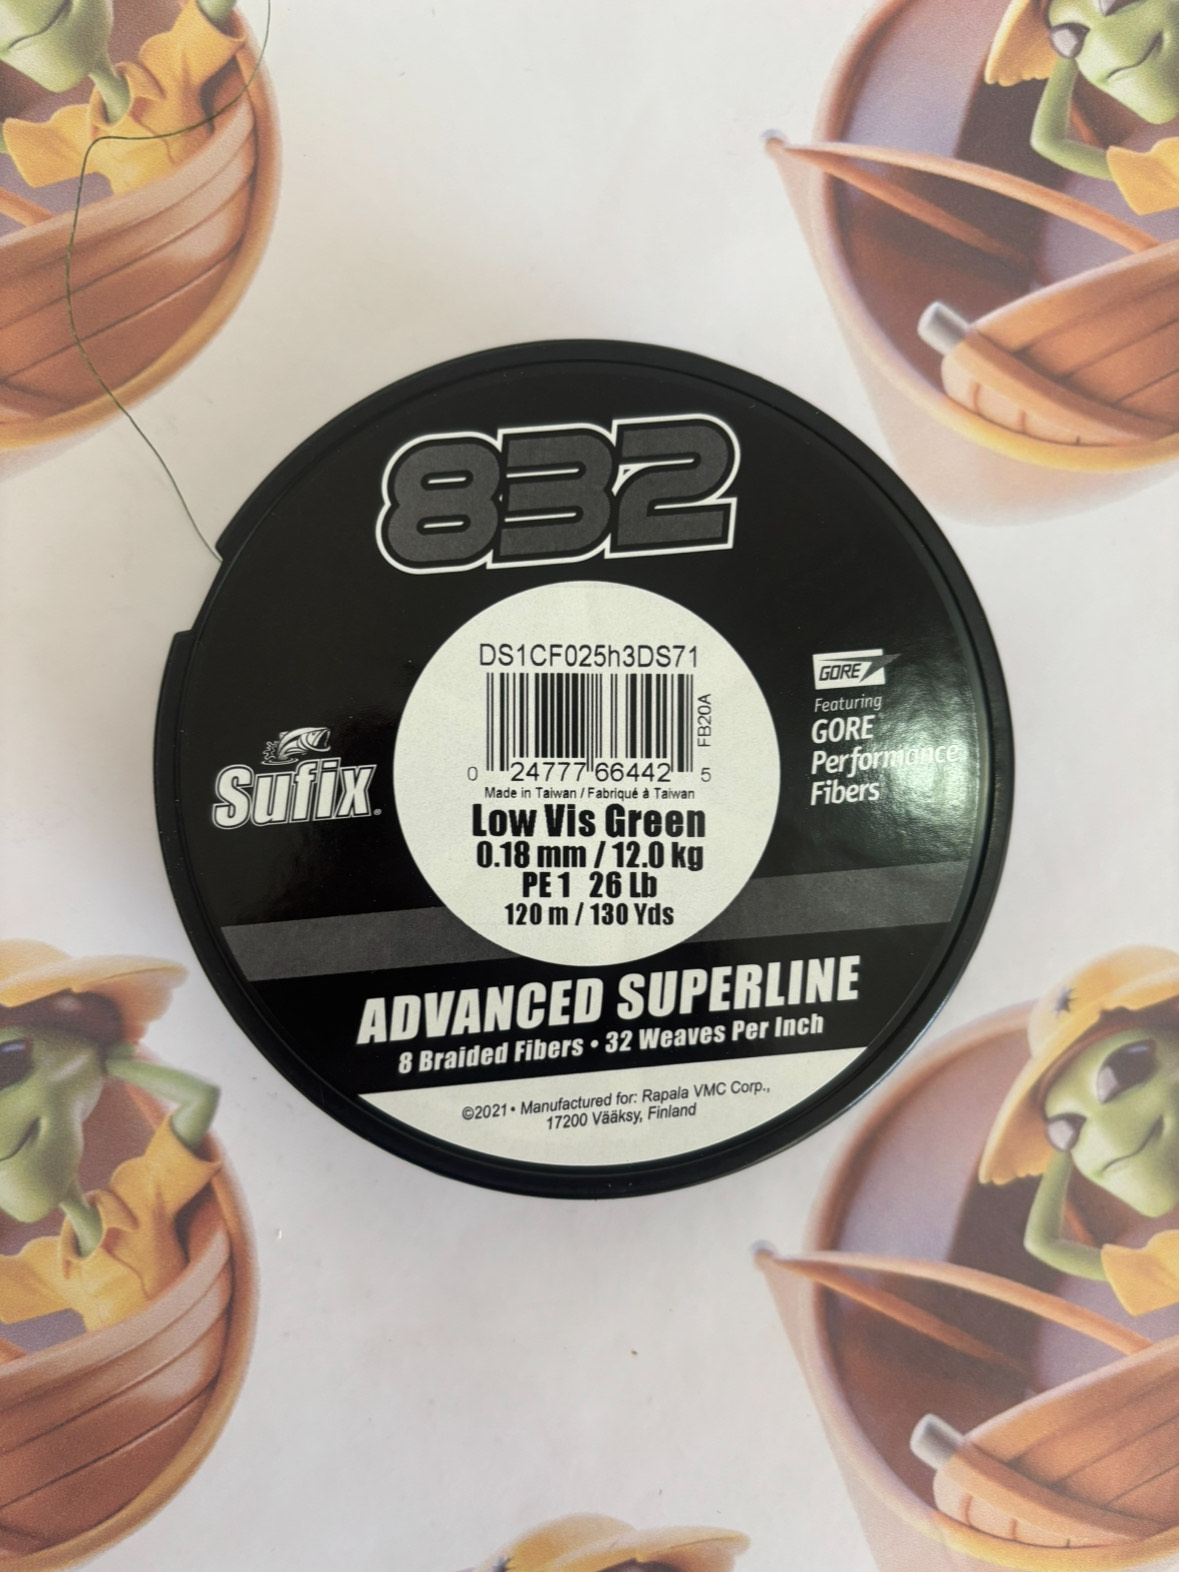 832
DS1CF025h3DS71
FB20A
0 24777 66442 5
Made in Taiwan / Fabriqué à Taiwan
Low Vis Green
0.18 mm / 12.0 kg
PE 1 26 Lb
120 m / 130 Yds
Sufix®
GORE
Featuring
GORE
Performance
Fibers
ADVANCED SUPERLINE
8 Braided Fibers • 32 Weaves Per Inch
©2021 • Manufactured for: Rapala VMC Corp.,
17200 Vääksy, Finland